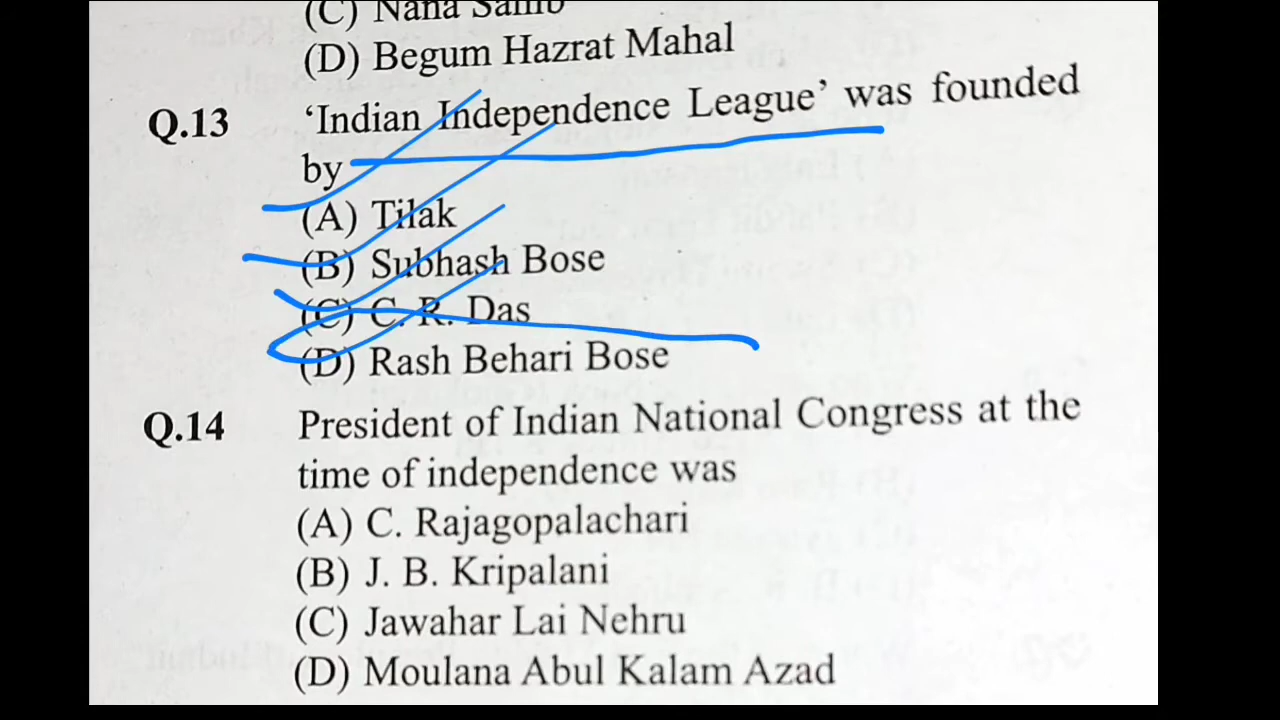 (C) Nana Sahib
(D) Begum Hazrat Mahal
Q.13 ‘Indian Independence League’ was founded
by
(A) Tilak
(B) Subhash Bose
(C) C. R. Das
(D) Rash Behari Bose
Q.14 President of Indian National Congress at the
time of independence was
(A) C. Rajagopalachari
(B) J. B. Kripalani
(C) Jawahar Lai Nehru
(D) Moulana Abul Kalam Azad